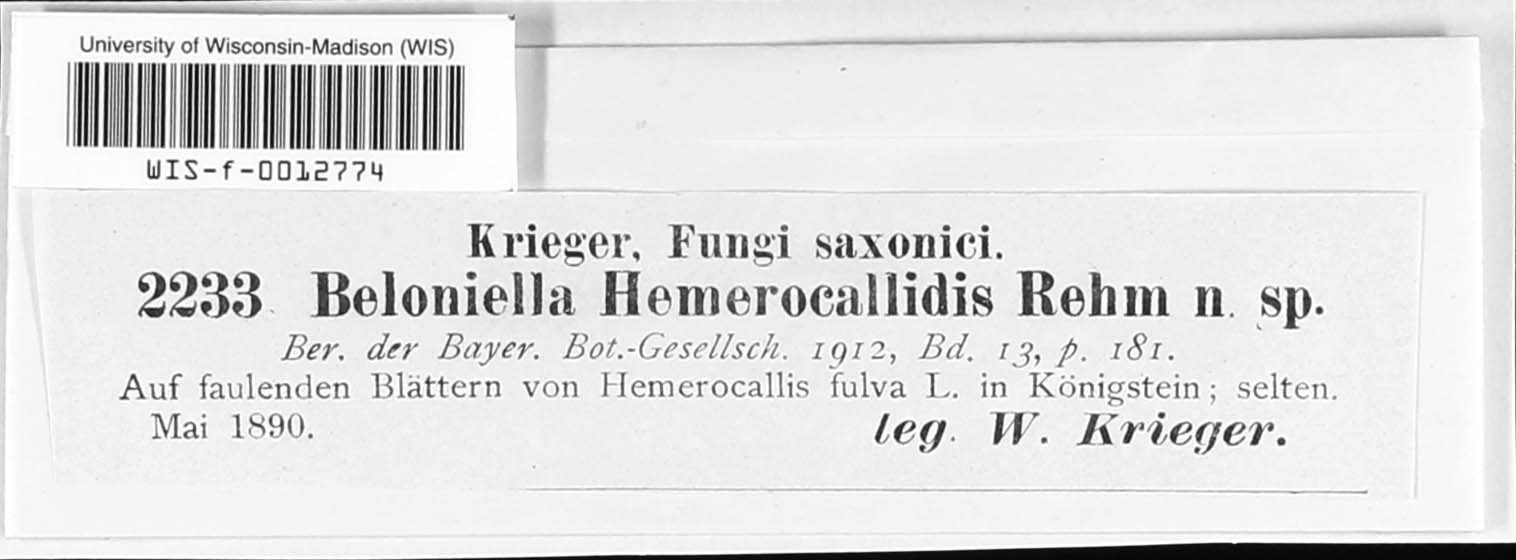 University of Wisconsin-Madison (WIS)
WIS-f-0012774
Krieger, Fungi saxonici.
2233. Beloniella Hemerocallidis Rehm n. sp.
Ber. der Bayer. Bot.-Gesellsch. 1912, Bd. 13, p. 181.
Auf faulenden Blättern von Hemerocallis fulva L. in Königstein; selten.
Mai 1890.
leg. W. Krieger.